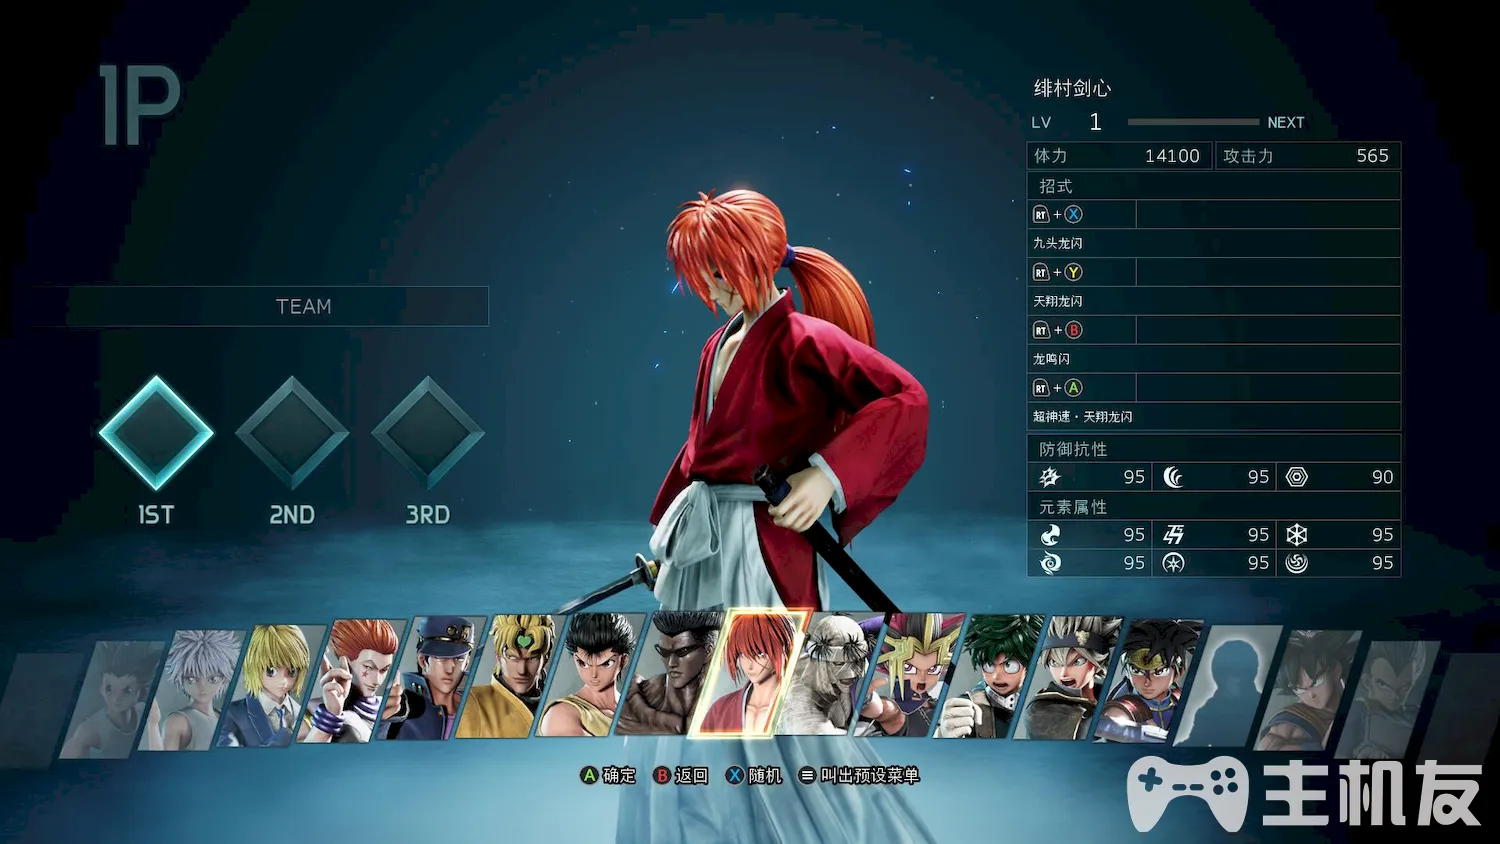 1P
绯村剑心
LV 1 NEXT
体力 14100 攻击力 565
招式
RT + X
九头龙闪
RT + Y
天翔龙闪
RT + B
龙鸣闪
RT + A
超神速·天翔龙闪
防御抗性
95 95 90
元素属性
95 95 95
95 95 95
TEAM
1ST 2ND 3RD
A 确定 B 返回 X 随机 叫出预设菜单
主机友